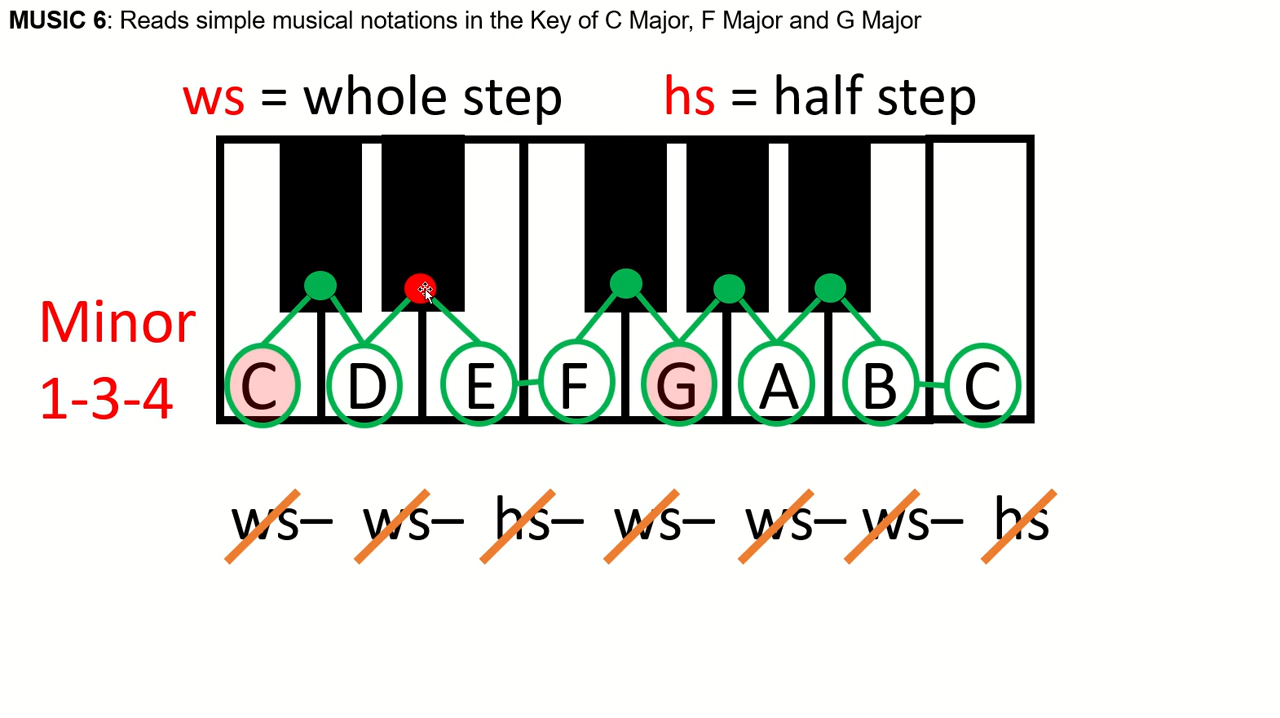 MUSIC 6: Reads simple musical notations in the Key of C Major, F Major and G Major
ws = whole step hs = half step
Minor
1-3-4
C D E F G A B C
ws– ws– hs– ws– ws– ws– hs